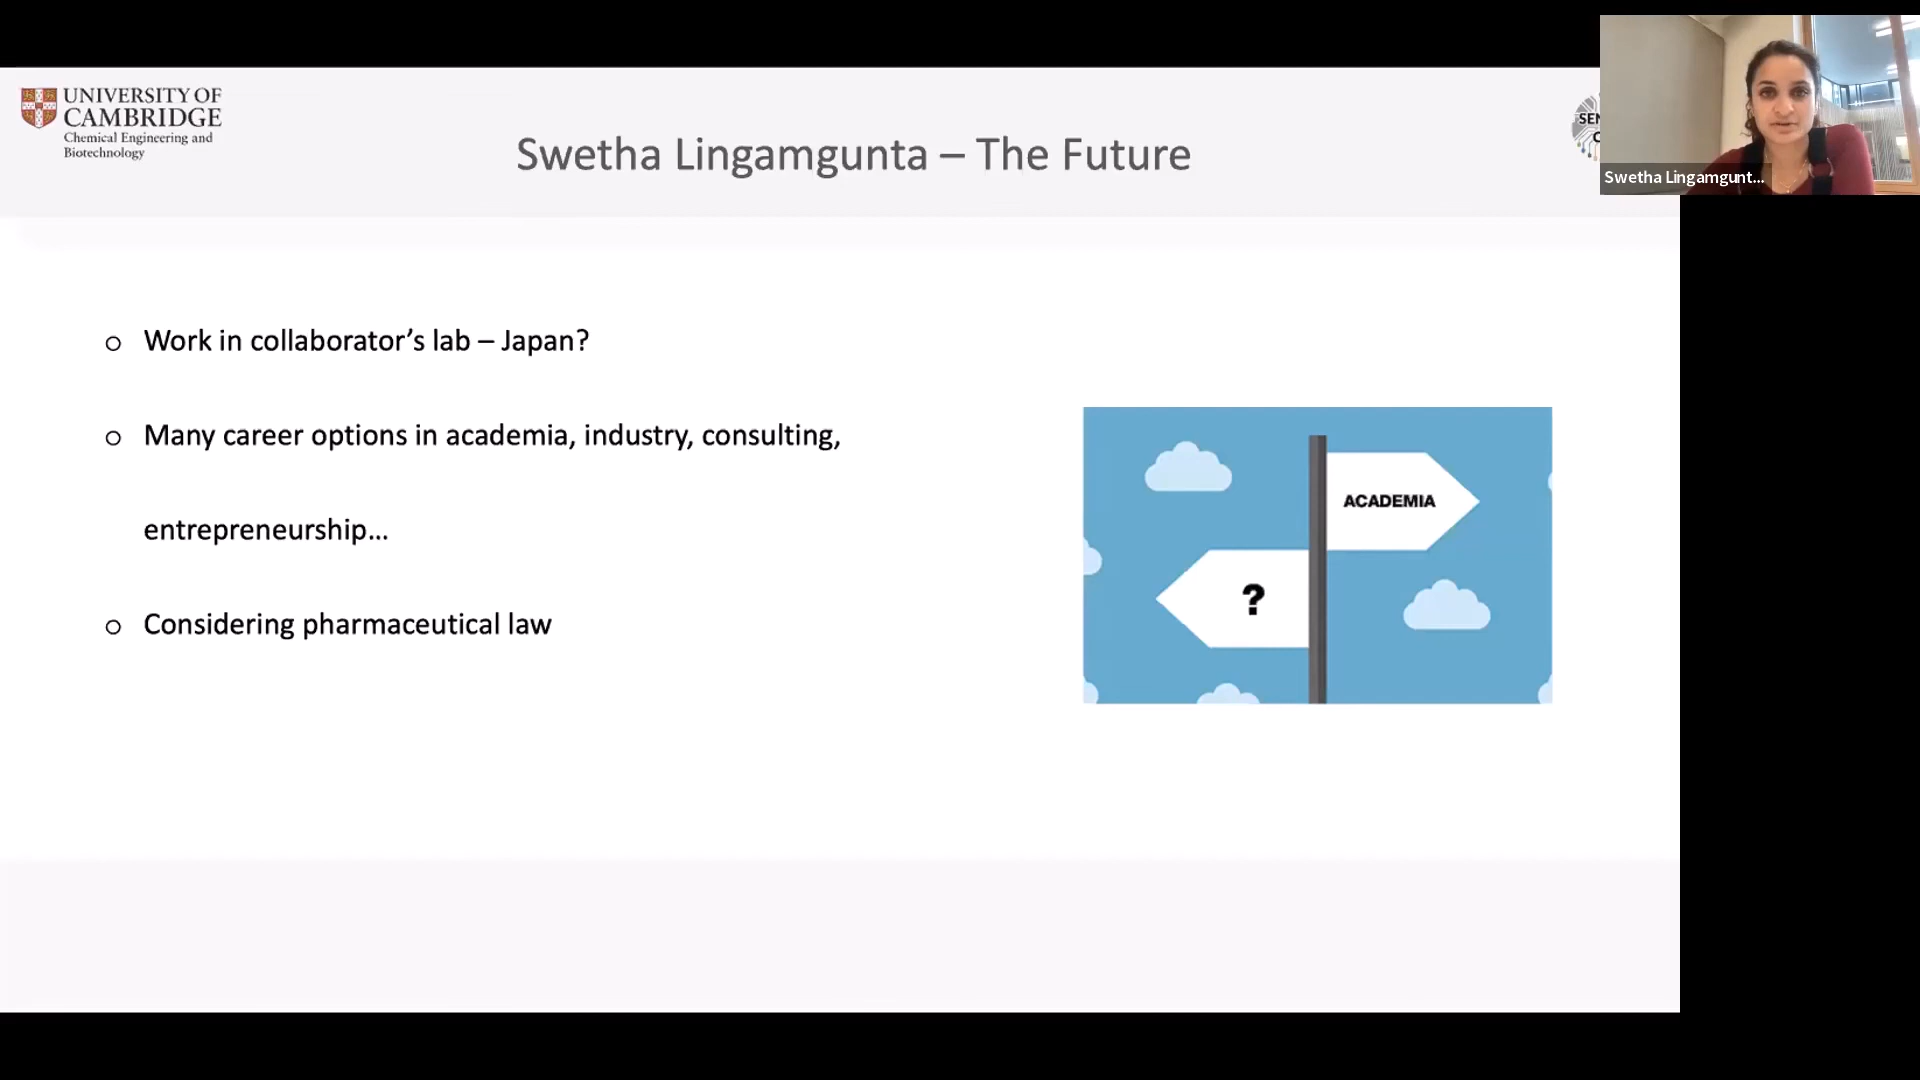 UNIVERSITY OF
CAMBRIDGE
Chemical Engineering and
Biotechnology
Swetha Lingamgunta – The Future
Swetha Lingamgunt...
Work in collaborator’s lab – Japan?
Many career options in academia, industry, consulting,
entrepreneurship...
Considering pharmaceutical law
ACADEMIA
?